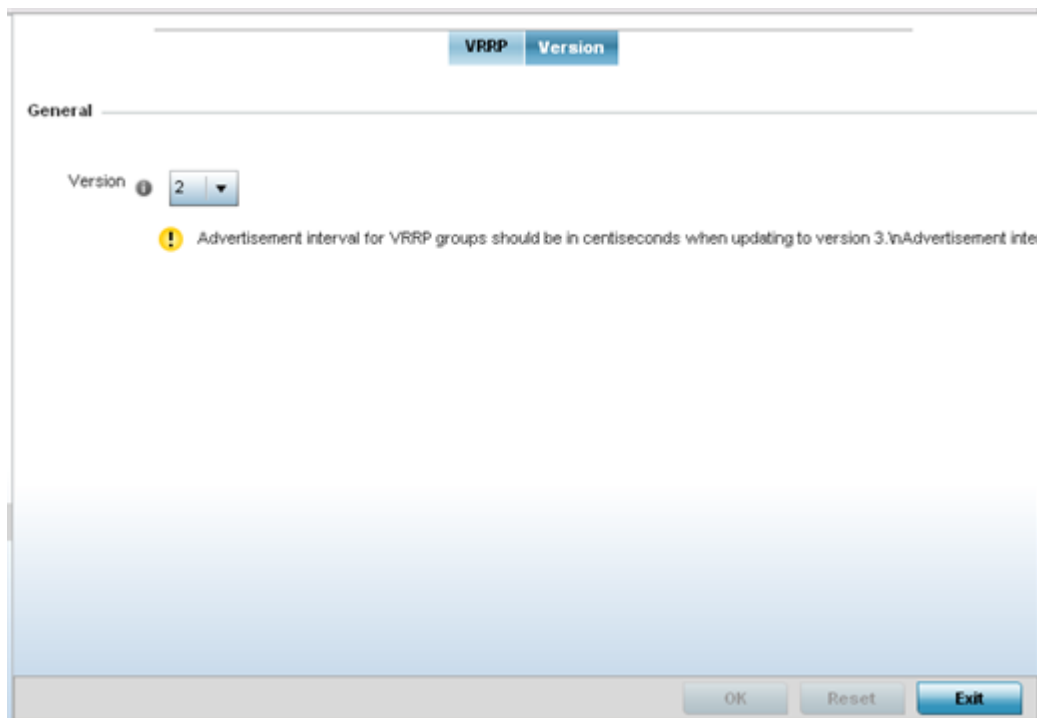 VRRP Version
General
Version 2
Advertisement interval for VRRP groups should be in centiseconds when updating to version 3.\nAdvertisement inte
OK Reset Exit